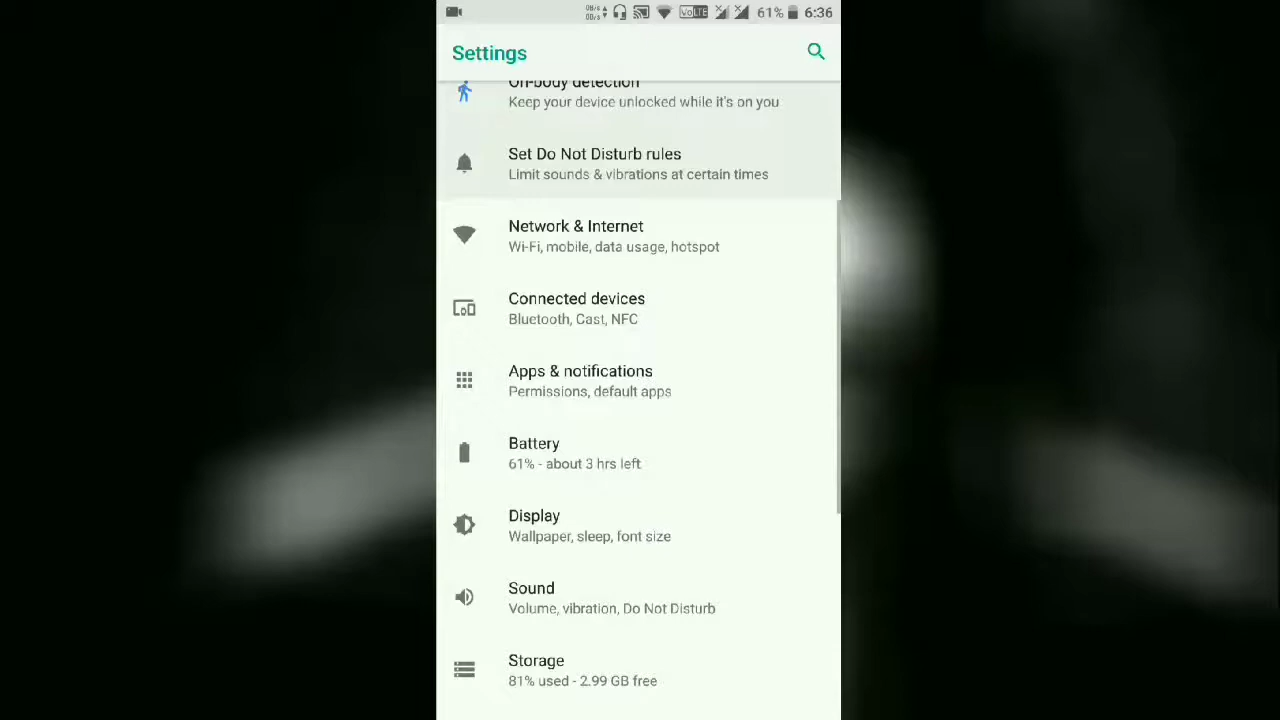 0B/s
0B/s
VoLTE
61%
6:36
Settings
On-body detection
Keep your device unlocked while it's on you
Set Do Not Disturb rules
Limit sounds & vibrations at certain times
Network & Internet
Wi-Fi, mobile, data usage, hotspot
Connected devices
Bluetooth, Cast, NFC
Apps & notifications
Permissions, default apps
Battery
61% - about 3 hrs left
Display
Wallpaper, sleep, font size
Sound
Volume, vibration, Do Not Disturb
Storage
81% used - 2.99 GB free